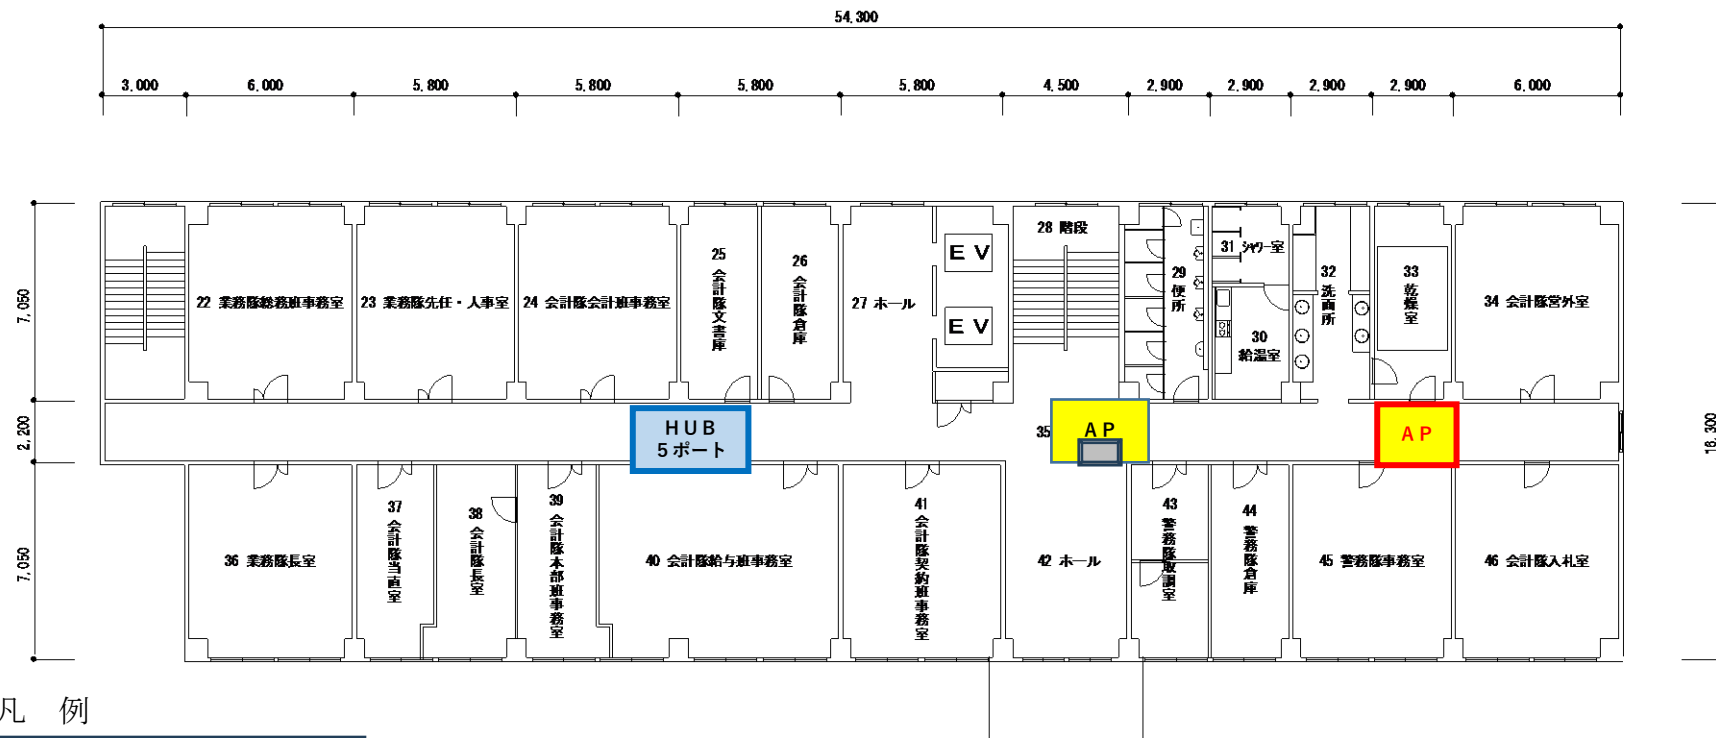 54,300
3,000 6,000 5,800 5,800 5,800 5,800 4,500 2,900 2,900 2,900 2,900 6,000
7,050
2,200
7,050
16,300
22 業務隊総務班事務室
23 業務隊先任・人事室
24 会計隊会計班事務室
25 会計隊文書庫
26 会計隊倉庫
27 ホール
EV
EV
28 階段
29 便所
30 給湯室
31 シャワー室
32 洗面所
33 乾燥室
34 会計隊営外室
HUB
5ポート
35
AP
AP
36 業務隊長室
37 会計隊当直室
38 会計隊長室
39 会計隊本部班事務室
40 会計隊給与班事務室
41 会計隊契約班事務室
42 ホール
43 警務隊取調室
44 警務隊倉庫
45 警務隊事務室
46 会計隊入札室
凡 例